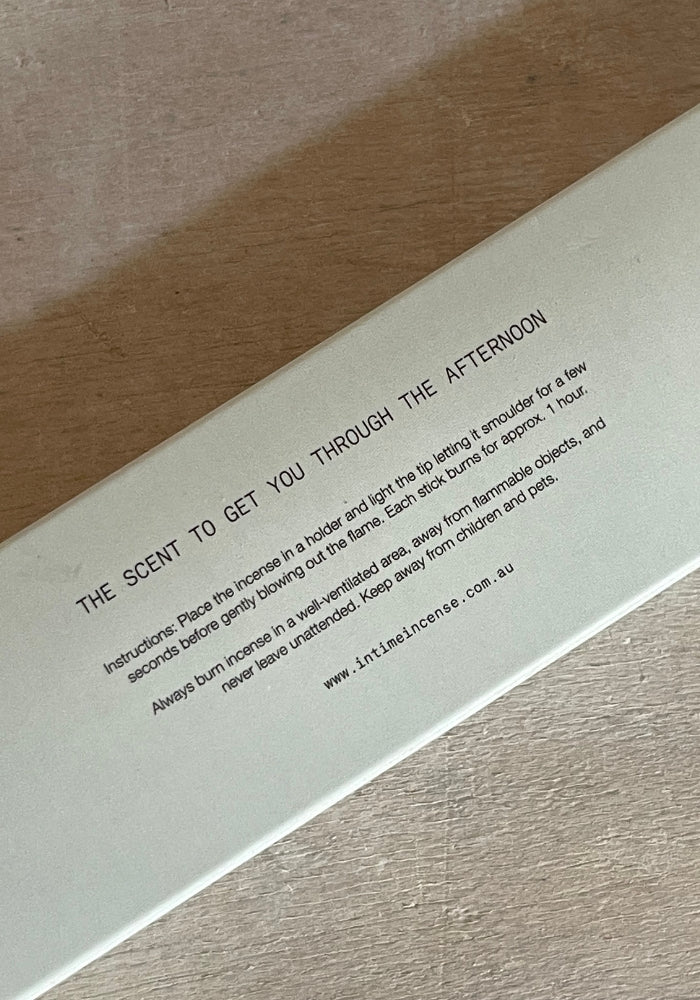 THE SCENT TO GET YOU THROUGH THE AFTERNOON
Instructions: Place the incense in a holder and light the tip letting it smoulder for a few
seconds before gently blowing out the flame. Each stick burns for approx. 1 hour.
Always burn incense in a well-ventilated area, away from flammable objects, and
never leave unattended. Keep away from children and pets.
www.intimeincense.com.au